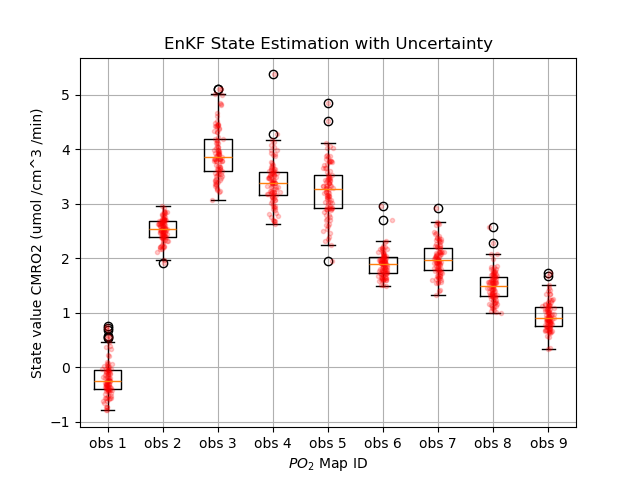 EnKF State Estimation with Uncertainty
State value CMRO2 (umol /cm^3 /min)
5
4
3
2
1
0
−1
obs 1 obs 2 obs 3 obs 4 obs 5 obs 6 obs 7 obs 8 obs 9
PO₂ Map ID